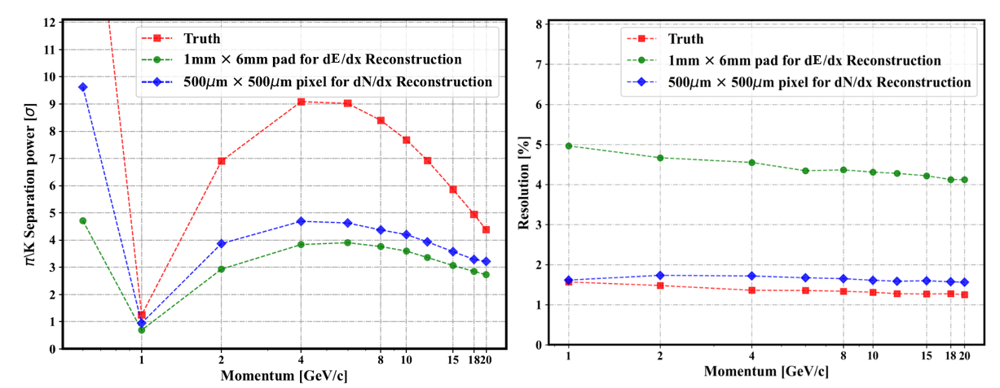 12
11
10
9
8
7
6
5
4
3
2
1
0
π\K Separation power [σ]
Truth
1mm × 6mm pad for dE/dx Reconstruction
500μm × 500μm pixel for dN/dx Reconstruction
1 2 4 8 10 15 18 20
Momentum [GeV/c]
8
7
6
5
4
3
2
1
0
Resolution [%]
Truth
1mm × 6mm pad for dE/dx Reconstruction
500μm × 500μm pixel for dN/dx Reconstruction
1 2 4 8 10 15 18 20
Momentum [GeV/c]